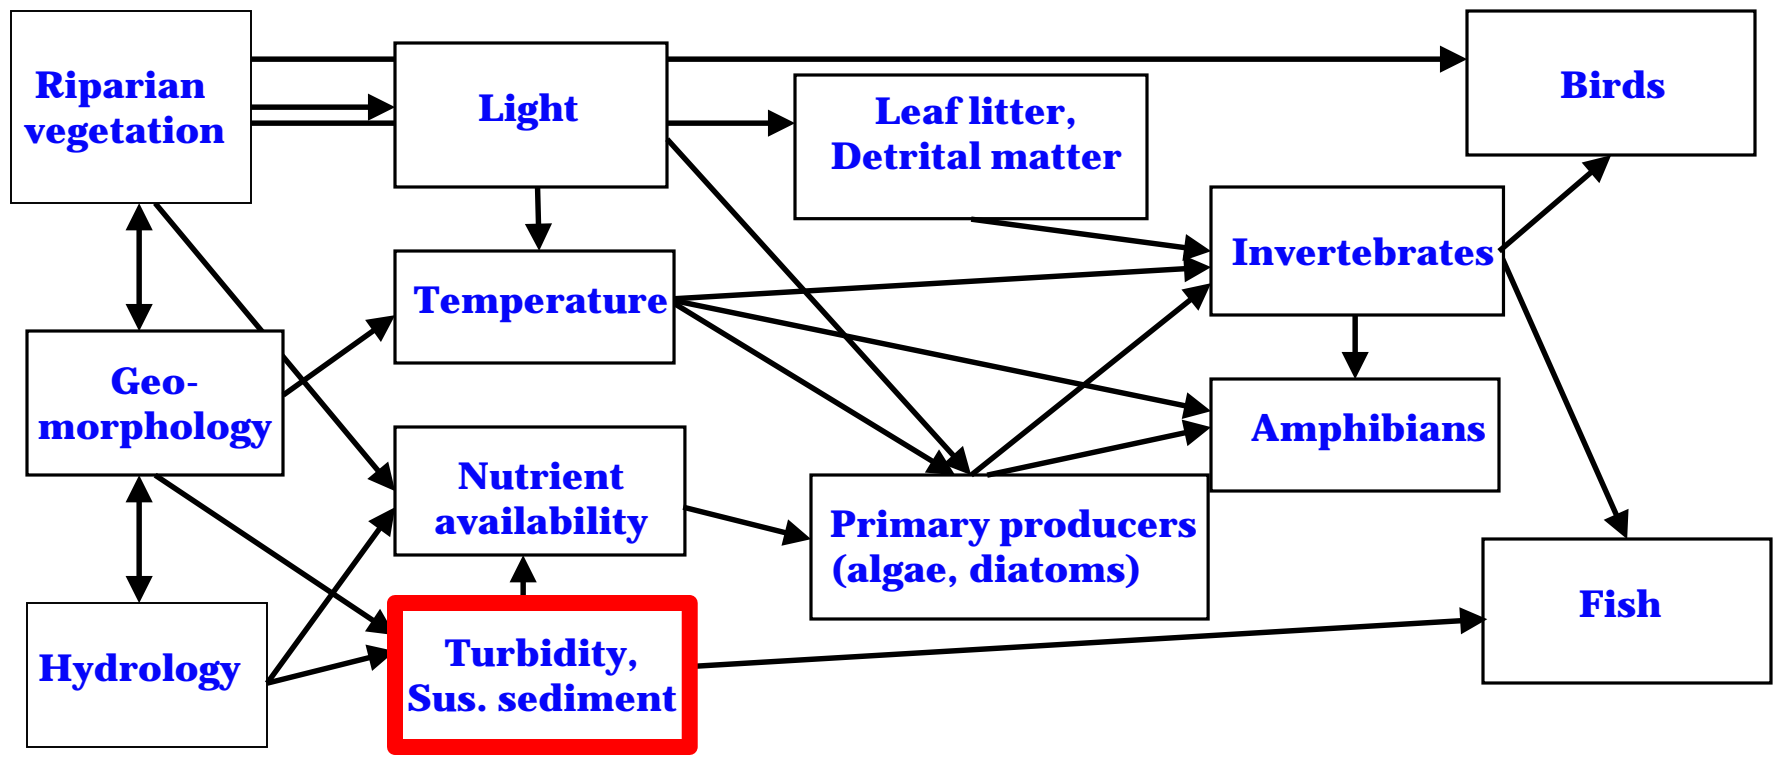 Riparian
vegetation
Light
Leaf litter,
Detrital matter
Birds
Invertebrates
Temperature
Geo-
morphology
Amphibians
Nutrient
availability
Primary producers
(algae, diatoms)
Fish
Hydrology
Turbidity,
Sus. sediment